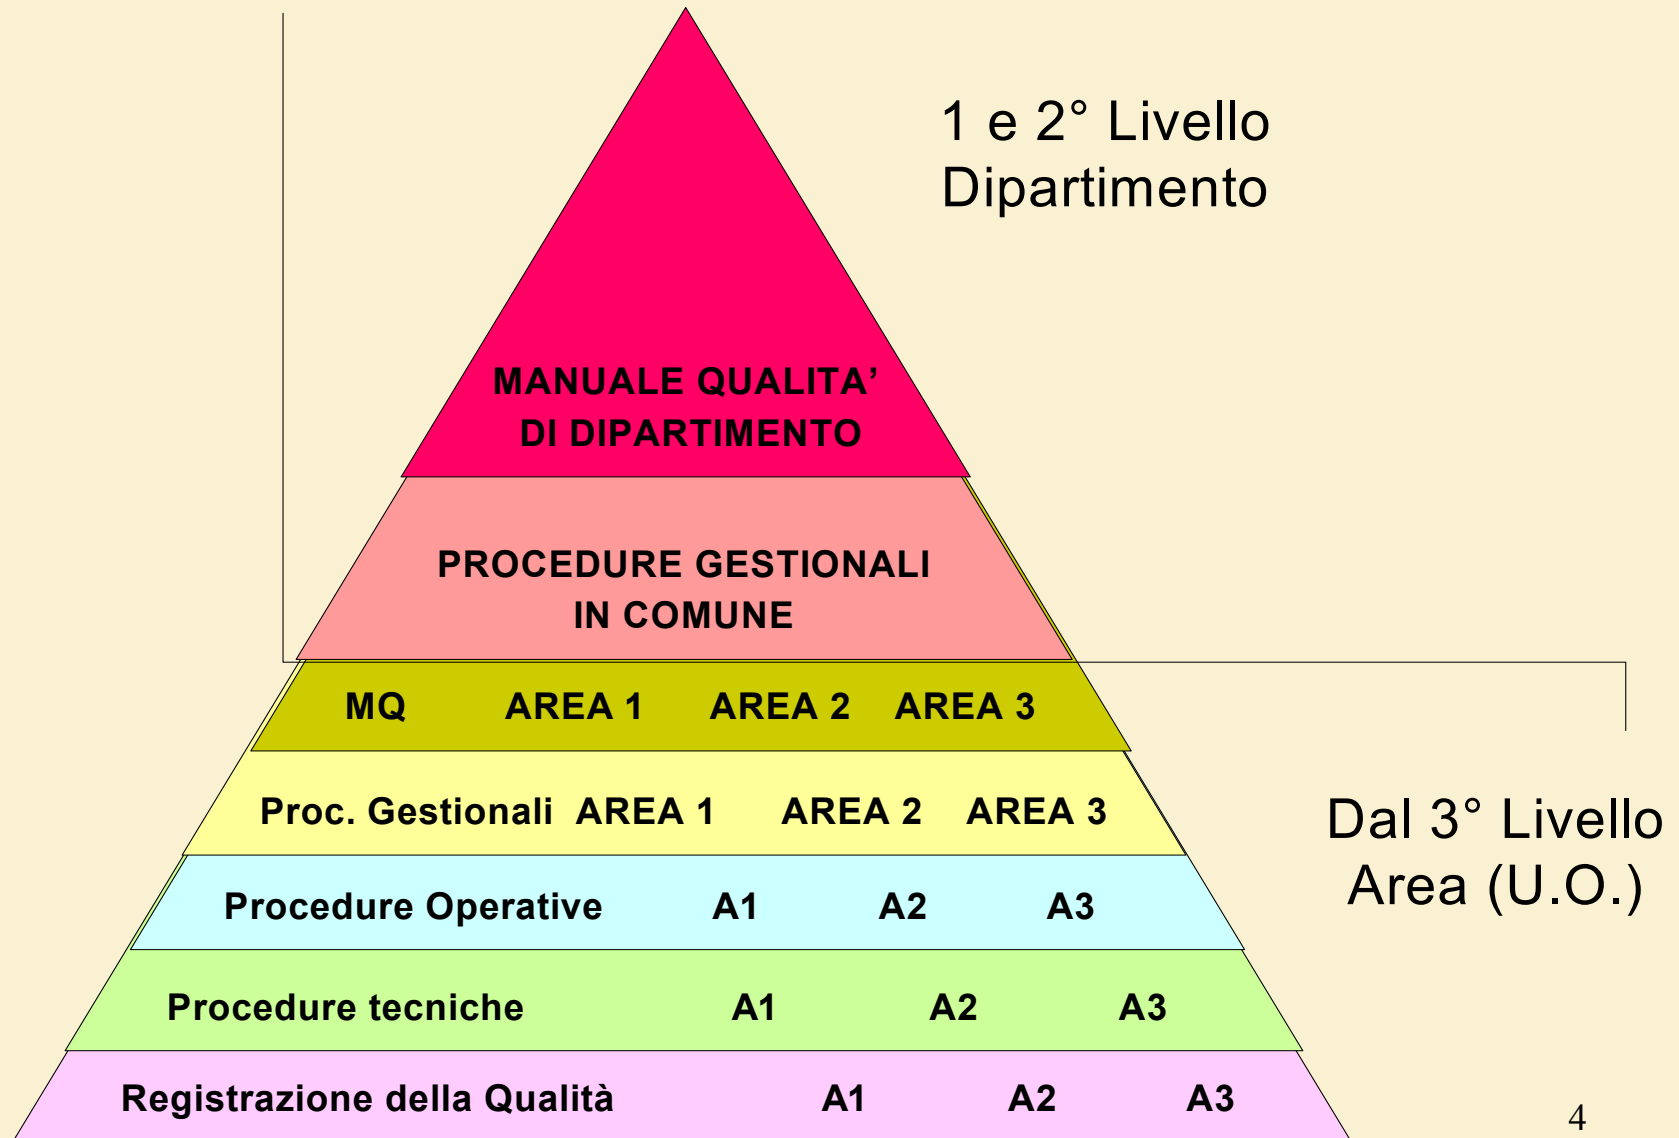 1 e 2° Livello
Dipartimento
MANUALE QUALITA’
DI DIPARTIMENTO
PROCEDURE GESTIONALI
IN COMUNE
MQ AREA 1 AREA 2 AREA 3
Proc. Gestionali AREA 1 AREA 2 AREA 3
Dal 3° Livello
Area (U.O.)
Procedure Operative A1 A2 A3
Procedure tecniche A1 A2 A3
Registrazione della Qualità A1 A2 A3
4